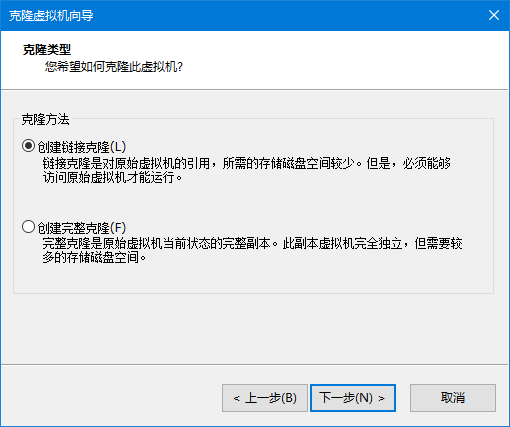 克隆虚拟机向导
克隆类型
您希望如何克隆此虚拟机?
克隆方法
创建链接克隆(L)
链接克隆是对原始虚拟机的引用，所需的存储磁盘空间较少。但是，必须能够
访问原始虚拟机才能运行。
创建完整克隆(F)
完整克隆是原始虚拟机当前状态的完整副本。此副本虚拟机完全独立，但需要较
多的存储磁盘空间。
< 上一步(B) 下一步(N) > 取消